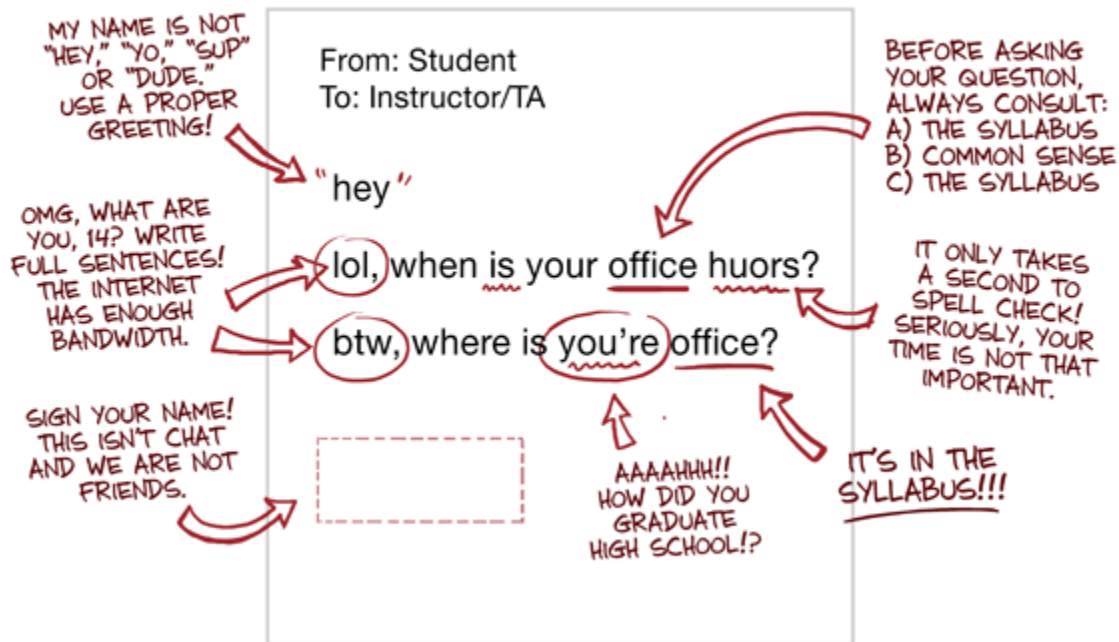 MY NAME IS NOT
"HEY," "YO," "SUP"
OR "DUDE."
USE A PROPER
GREETING!
From: Student
To: Instructor/TA
BEFORE ASKING
YOUR QUESTION,
ALWAYS CONSULT:
A) THE SYLLABUS
B) COMMON SENSE
C) THE SYLLABUS
"hey"
OMG, WHAT ARE
YOU, 14? WRITE
FULL SENTENCES!
THE INTERNET
HAS ENOUGH
BANDWIDTH.
lol, when is your office huors?
btw, where is you're office?
IT ONLY TAKES
A SECOND TO
SPELL CHECK!
SERIOUSLY, YOUR
TIME IS NOT THAT
IMPORTANT.
SIGN YOUR NAME!
THIS ISN'T CHAT
AND WE ARE NOT
FRIENDS.
AAAAHHH!!
HOW DID YOU
GRADUATE
HIGH SCHOOL!?
IT'S IN THE
SYLLABUS!!!